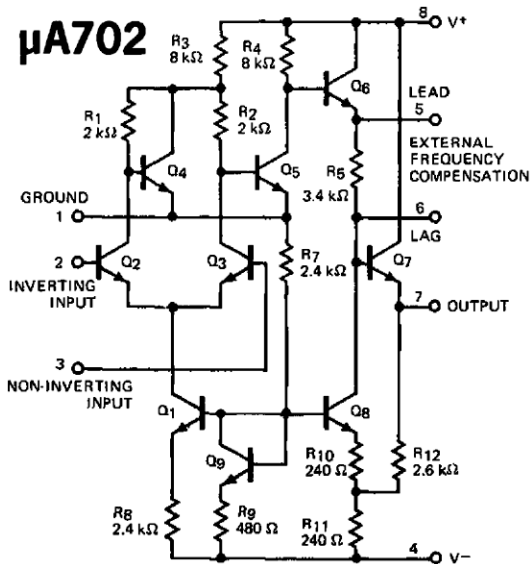 μA702
R3
8 kΩ
R4
8 kΩ
8
V+
Q6
LEAD
5
R1
2 kΩ
R2
2 kΩ
Q4
Q5
EXTERNAL
FREQUENCY
COMPENSATION
R5
3.4 kΩ
GROUND
1
6
LAG
2
INVERTING
INPUT
Q2
Q3
R7
2.4 kΩ
Q7
7
OUTPUT
3
NON-INVERTING
INPUT
Q1
Q8
Q9
R10
240 Ω
R12
2.6 kΩ
R8
2.4 kΩ
R9
480 Ω
R11
240 Ω
4
V−